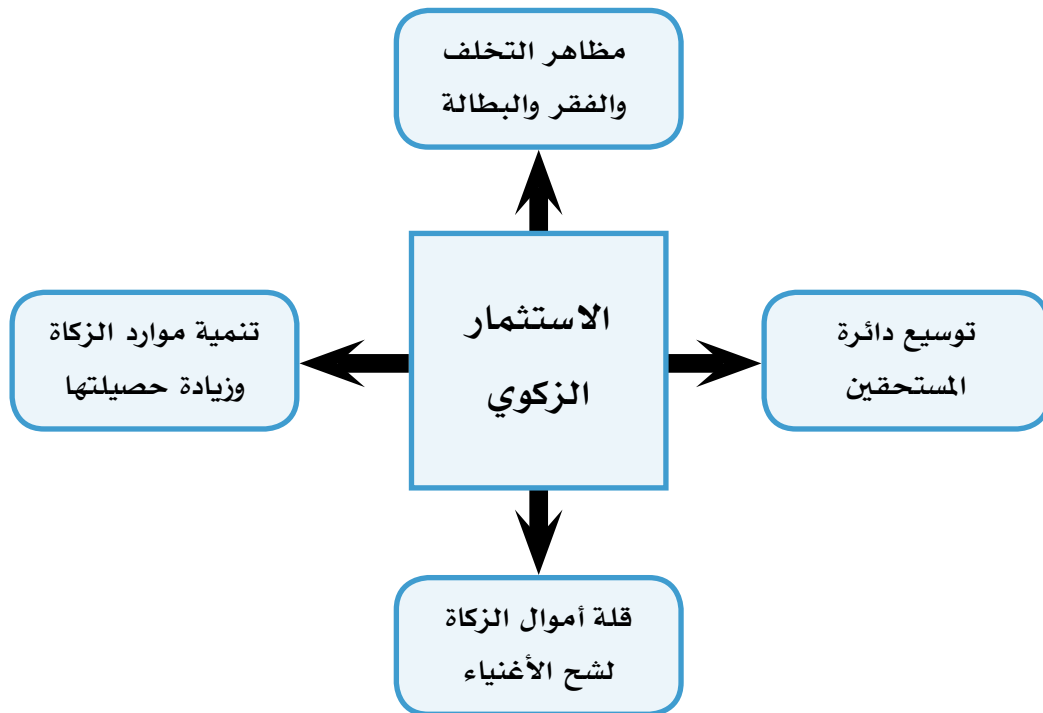 مظاهر التخلف
والفقر والبطالة
الاستثمار
الزكوي
توسيع دائرة
المستحقين
تنمية موارد الزكاة
وزيادة حصيلتها
قلة أموال الزكاة
لشح الأغنياء